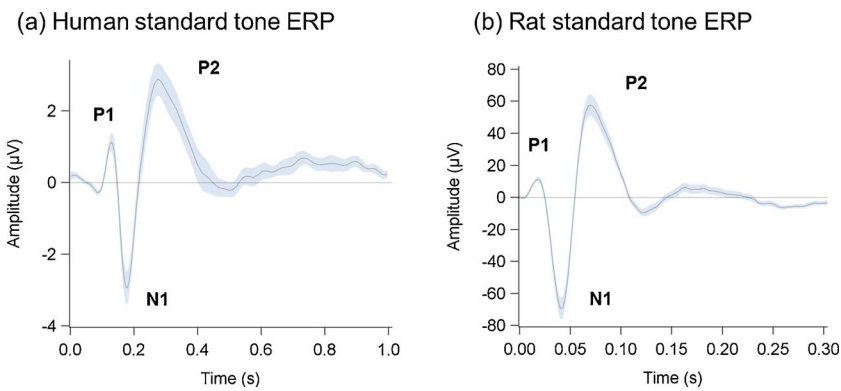 (a) Human standard tone ERP
Amplitude (µV)
2
0
-2
-4
P1
P2
N1
0.0 0.2 0.4 0.6 0.8 1.0
Time (s)
(b) Rat standard tone ERP
Amplitude (µV)
80
60
40
20
0
-20
-40
-60
-80
P1
P2
N1
0.00 0.05 0.10 0.15 0.20 0.25 0.30
Time (s)